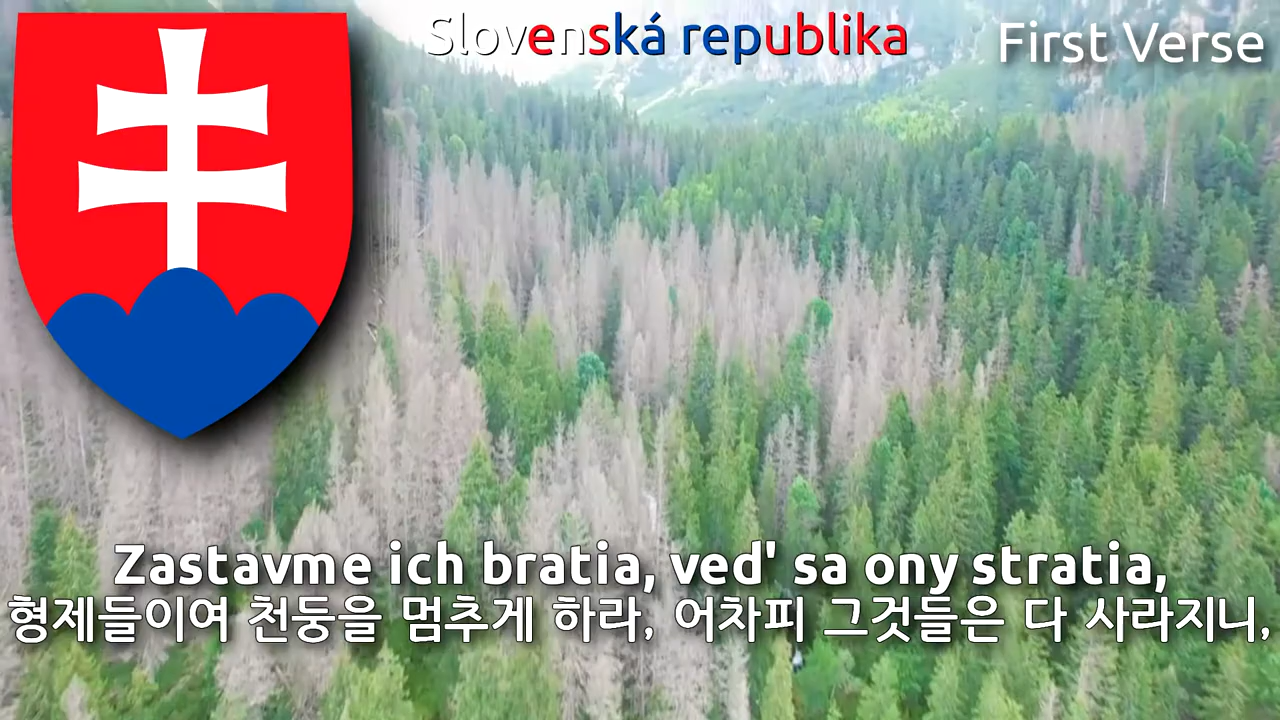 Slovenská republika
First Verse
Zastavme ich bratia, ved' sa ony stratia,
형제들이여 천둥을 멈추게 하라, 어차피 그것들은 다 사라지니,